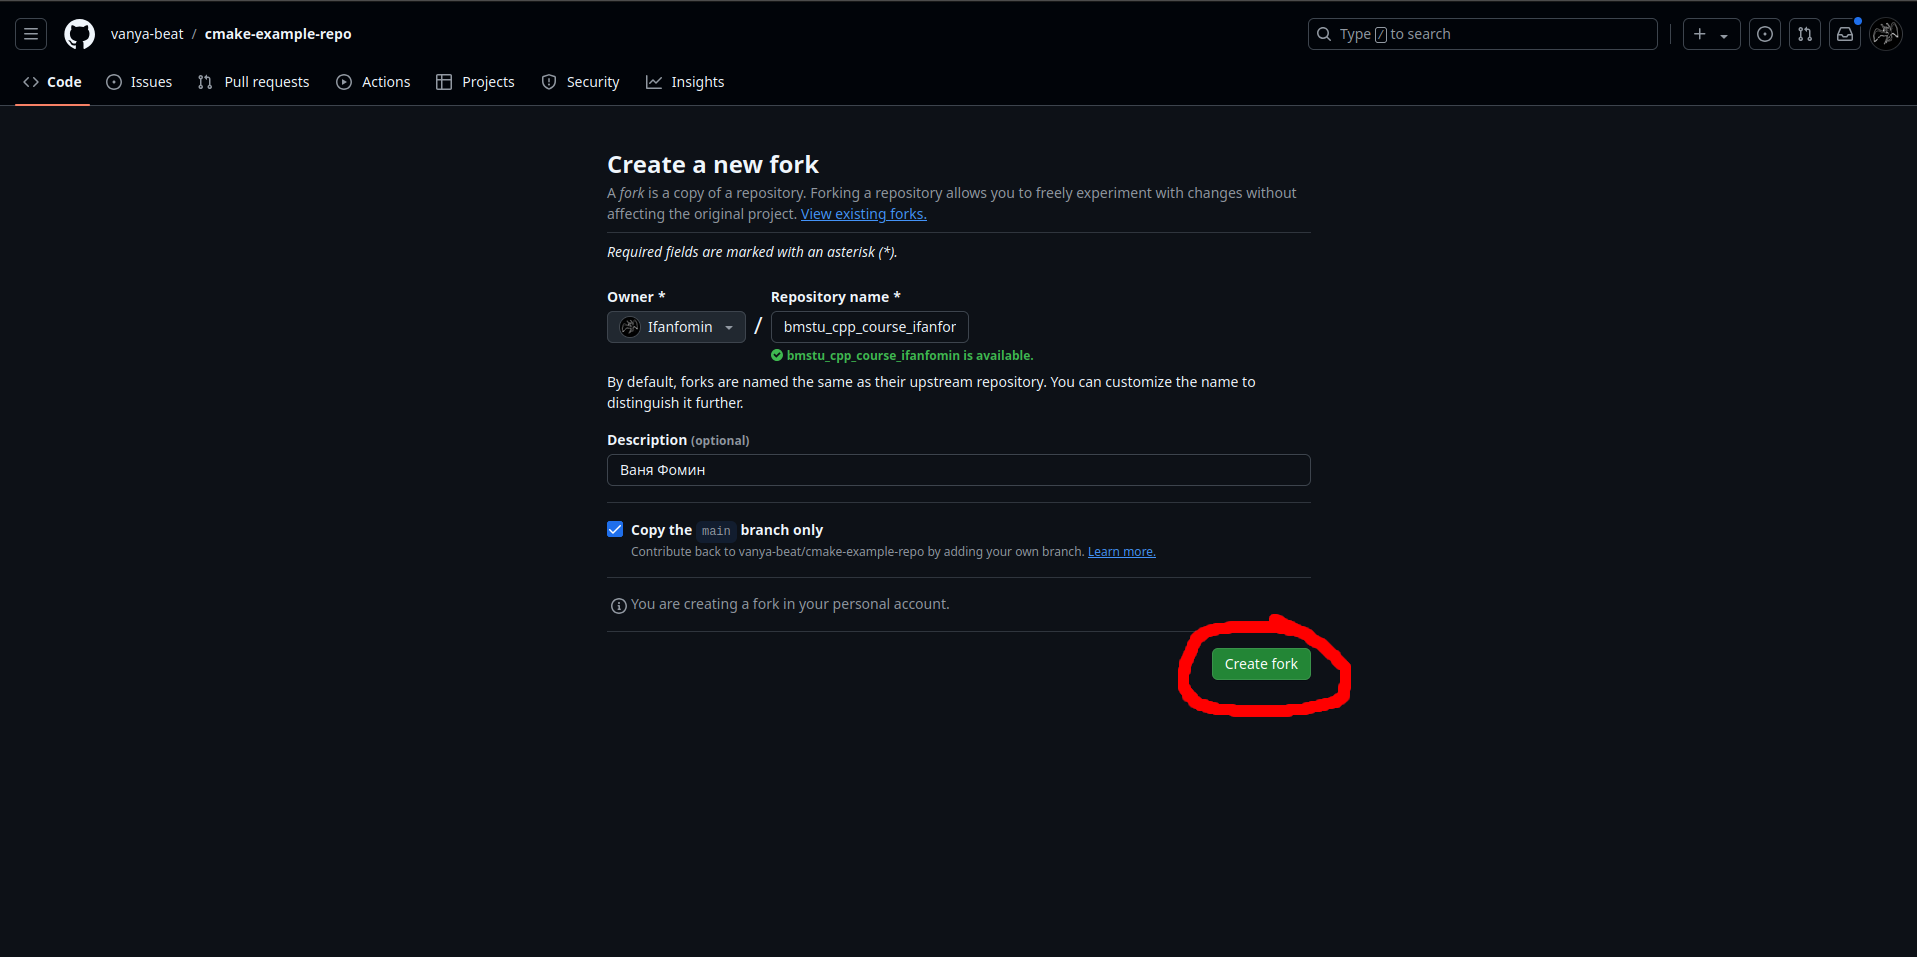 vanya-beat / cmake-example-repo
Type / to search
Code Issues Pull requests Actions Projects Security Insights
Create a new fork
A fork is a copy of a repository. Forking a repository allows you to freely experiment with changes without
affecting the original project. View existing forks.
Required fields are marked with an asterisk (*).
Owner * Repository name *
Ifanfomin / bmstu_cpp_course_ifanfor
bmstu_cpp_course_ifanfomin is available.
By default, forks are named the same as their upstream repository. You can customize the name to
distinguish it further.
Description (optional)
Ваня Фомин
Copy the main branch only
Contribute back to vanya-beat/cmake-example-repo by adding your own branch. Learn more.
You are creating a fork in your personal account.
Create fork